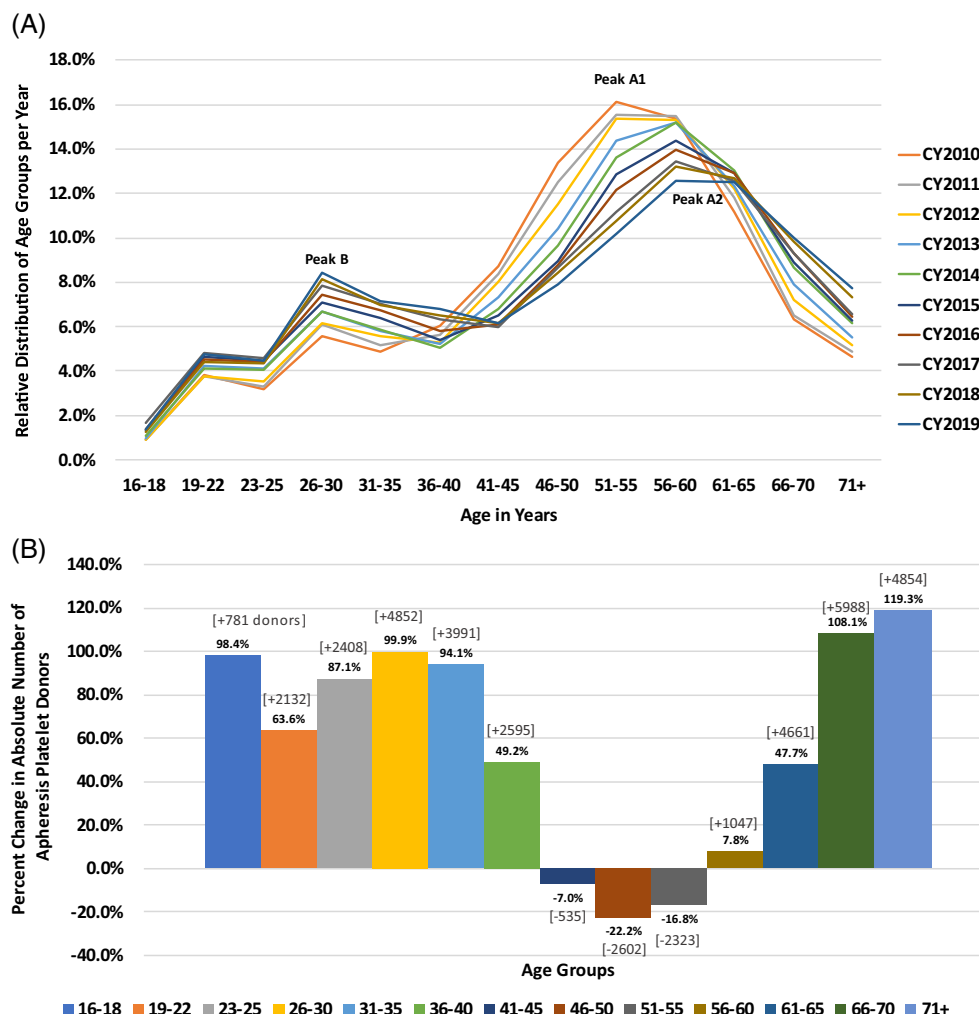 (A)
18.0%
16.0%
14.0%
12.0%
10.0%
8.0%
6.0%
4.0%
2.0%
0.0%
Relative Distribution of Age Groups per Year
Peak A1
Peak B
Peak A2
16-18 19-22 23-25 26-30 31-35 36-40 41-45 46-50 51-55 56-60 61-65 66-70 71+
Age in Years
CY2010
CY2011
CY2012
CY2013
CY2014
CY2015
CY2016
CY2017
CY2018
CY2019
(B)
140.0%
120.0%
100.0%
80.0%
60.0%
40.0%
20.0%
0.0%
-20.0%
-40.0%
Percent Change in Absolute Number of
Apheresis Platelet Donors
[+781 donors]
98.4%
[+2132]
63.6%
[+2408]
87.1%
[+4852]
99.9%
[+3991]
94.1%
[+2595]
49.2%
-7.0%
[-535]
-22.2%
[-2602]
-16.8%
[-2323]
[+1047]
7.8%
[+4661]
47.7%
[+5988]
108.1%
[+4854]
119.3%
Age Groups
16-18 19-22 23-25 26-30 31-35 36-40 41-45 46-50 51-55 56-60 61-65 66-70 71+